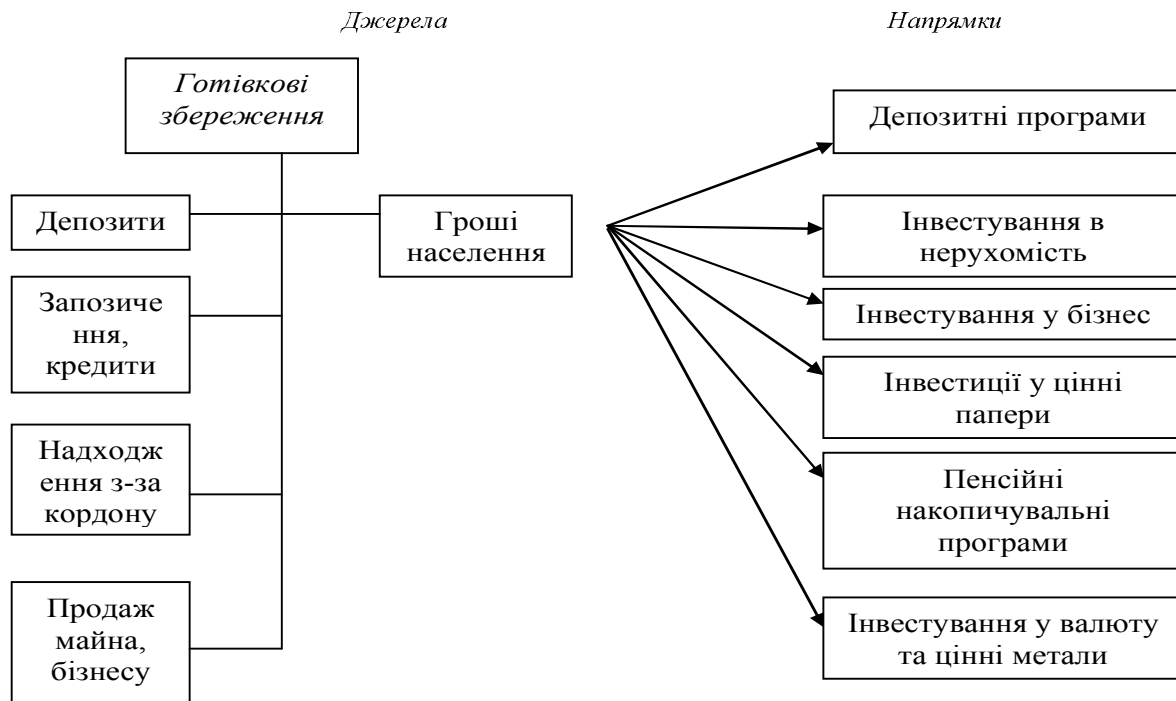 Джерела
Напрямки
Готівкові
збереження
Депозити
Гроші
населення
Запозиче
ння,
кредити
Надходж
ення з-за
кордону
Продаж
майна,
бізнесу
Депозитні програми
Інвестування в
нерухомість
Інвестування у бізнес
Інвестиції у цінні
папери
Пенсійні
накопичувальні
програми
Інвестування у валюту
та цінні метали